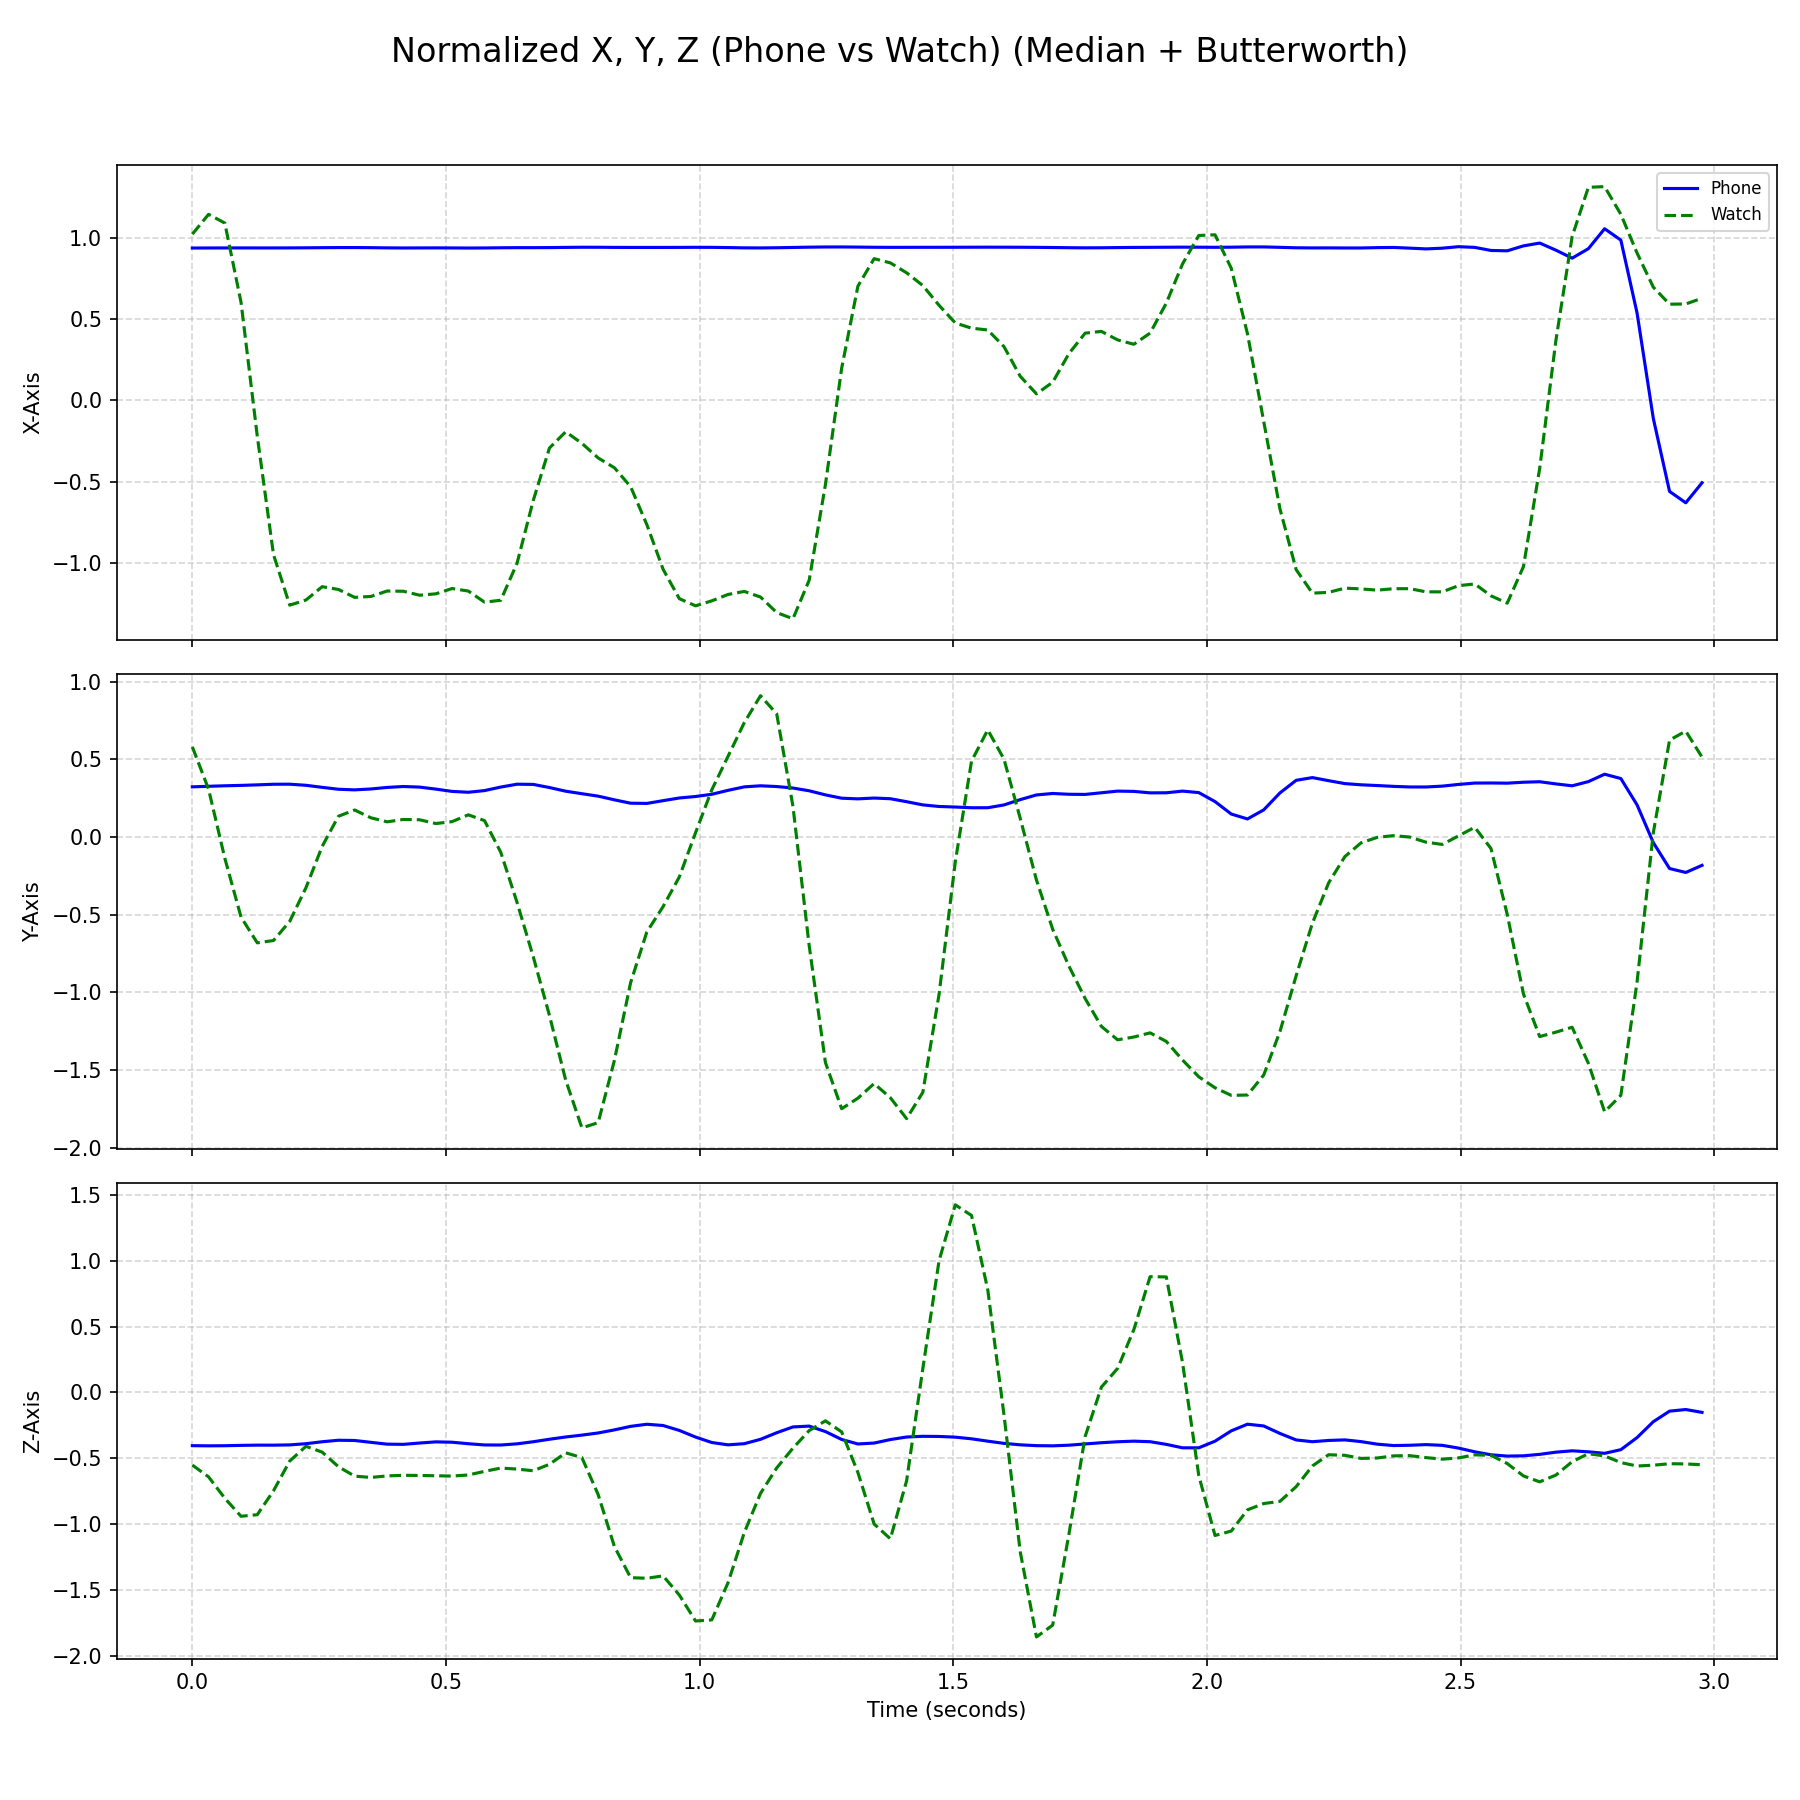 Normalized X, Y, Z (Phone vs Watch) (Median + Butterworth)
Phone
Watch
1.0
0.5
0.0
−0.5
−1.0
X-Axis
1.0
0.5
0.0
−0.5
−1.0
−1.5
−2.0
Y-Axis
1.5
1.0
0.5
0.0
−0.5
−1.0
−1.5
−2.0
Z-Axis
0.0 0.5 1.0 1.5 2.0 2.5 3.0
Time (seconds)